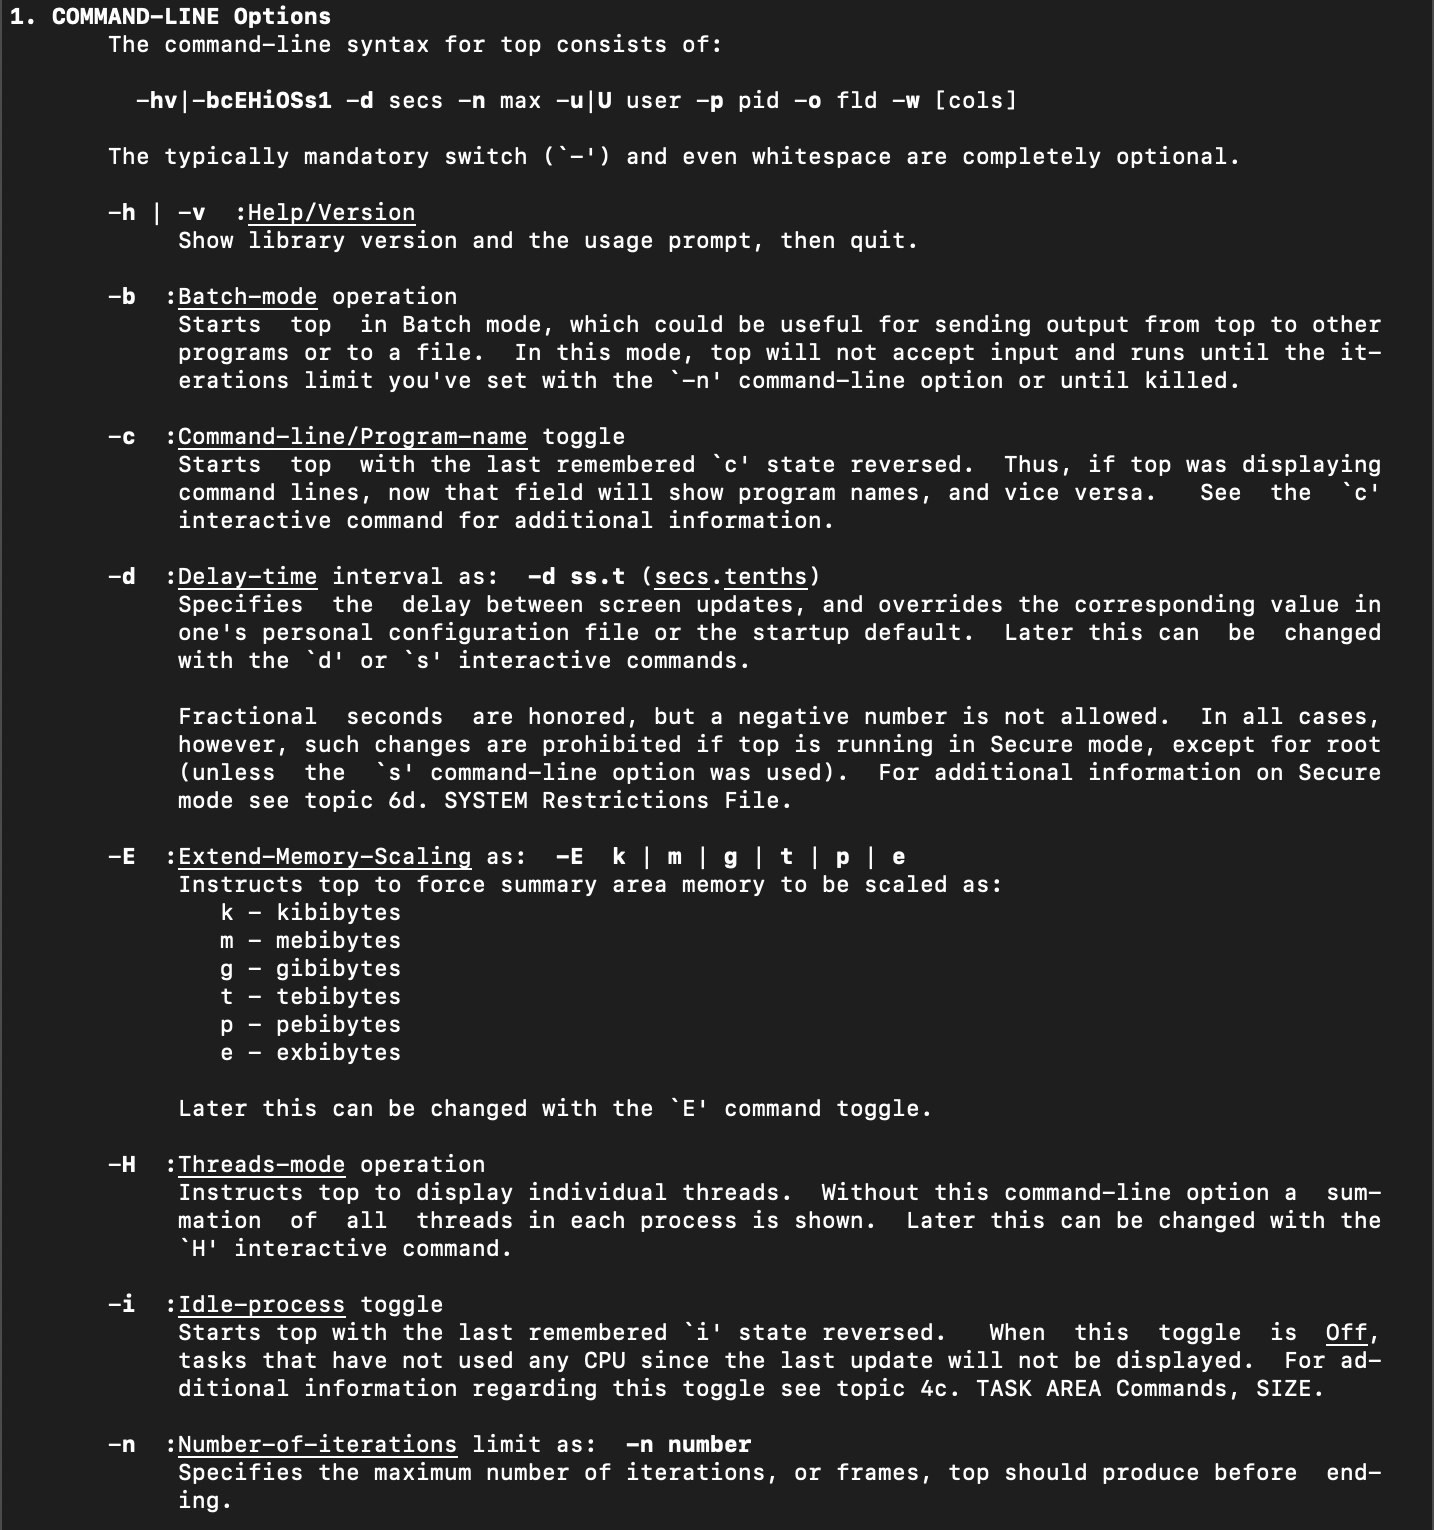 1. COMMAND-LINE Options
The command-line syntax for top consists of:
-hv|-bcEHiOSs1 -d secs -n max -u|U user -p pid -o fld -w [cols]
The typically mandatory switch (`-') and even whitespace are completely optional.
-h | -v  :Help/Version
Show library version and the usage prompt, then quit.
-b  :Batch-mode operation
Starts  top  in Batch mode, which could be useful for sending output from top to other
programs or to a file.  In this mode, top will not accept input and runs until the it-
erations limit you've set with the `-n' command-line option or until killed.
-c  :Command-line/Program-name toggle
Starts  top  with the last remembered `c' state reversed.  Thus, if top was displaying
command lines, now that field will show program names, and vice versa.   See  the  `c'
interactive command for additional information.
-d  :Delay-time interval as:  -d ss.t (secs.tenths)
Specifies  the  delay between screen updates, and overrides the corresponding value in
one's personal configuration file or the startup default.  Later this can  be  changed
with the `d' or `s' interactive commands.
Fractional  seconds  are honored, but a negative number is not allowed.  In all cases,
however, such changes are prohibited if top is running in Secure mode, except for root
(unless  the  `s' command-line option was used).  For additional information on Secure
mode see topic 6d. SYSTEM Restrictions File.
-E  :Extend-Memory-Scaling as:  -E  k | m | g | t | p | e
Instructs top to force summary area memory to be scaled as:
k - kibibytes
m - mebibytes
g - gibibytes
t - tebibytes
p - pebibytes
e - exbibytes
Later this can be changed with the `E' command toggle.
-H  :Threads-mode operation
Instructs top to display individual threads.  Without this command-line option a  sum-
mation  of  all  threads in each process is shown.  Later this can be changed with the
`H' interactive command.
-i  :Idle-process toggle
Starts top with the last remembered `i' state reversed.   When  this  toggle  is  Off,
tasks that have not used any CPU since the last update will not be displayed.  For ad-
ditional information regarding this toggle see topic 4c. TASK AREA Commands, SIZE.
-n  :Number-of-iterations limit as:  -n number
Specifies the maximum number of iterations, or frames, top should produce before  end-
ing.